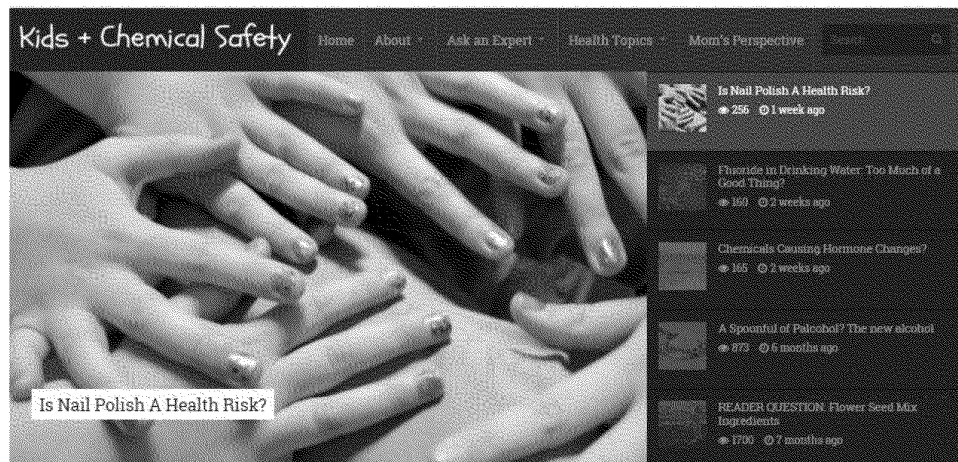 Kids + Chemical Safety
Home About Ask an Expert Health Topics Mom's Perspective Search
Is Nail Polish A Health Risk?
256 1 week ago
Fluoride in Drinking Water: Too Much of a
Good Thing?
160 2 weeks ago
Chemicals Causing Hormone Changes?
165 2 weeks ago
A Spoonful of Palcohol? The new alcohol
873 6 months ago
READER QUESTION: Flower Seed Mix
Ingredients
1700 7 months ago
Is Nail Polish A Health Risk?